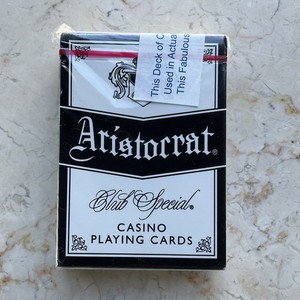 This Deck of C
Used in Actua
This Fabulous
Aristocrat®
Club Special®
CASINO
PLAYING CARDS